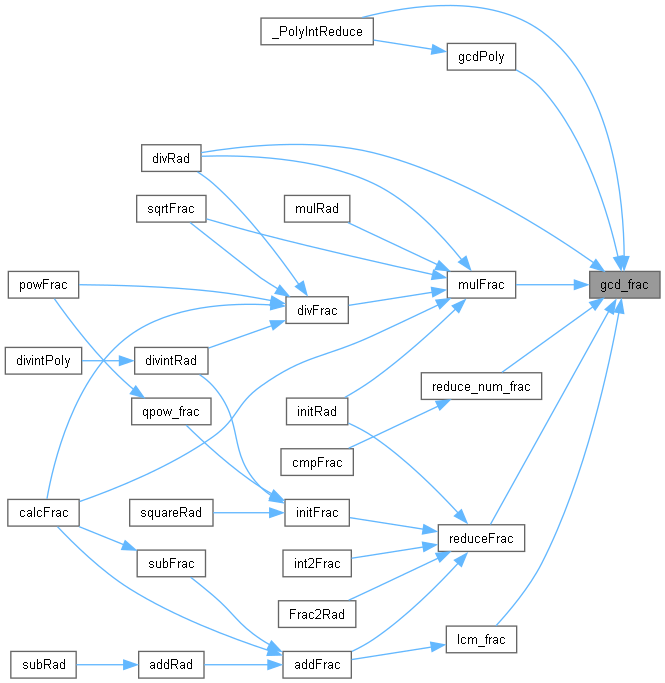 _PolyIntReduce
gcdPoly
divRad
sqrtFrac
mulRad
powFrac
mulFrac
gcd_frac
divFrac
divintPoly
divintRad
reduce_num_frac
qpow_frac
initRad
cmpFrac
calcFrac
squareRad
initFrac
reduceFrac
subFrac
int2Frac
Frac2Rad
lcm_frac
subRad
addRad
addFrac